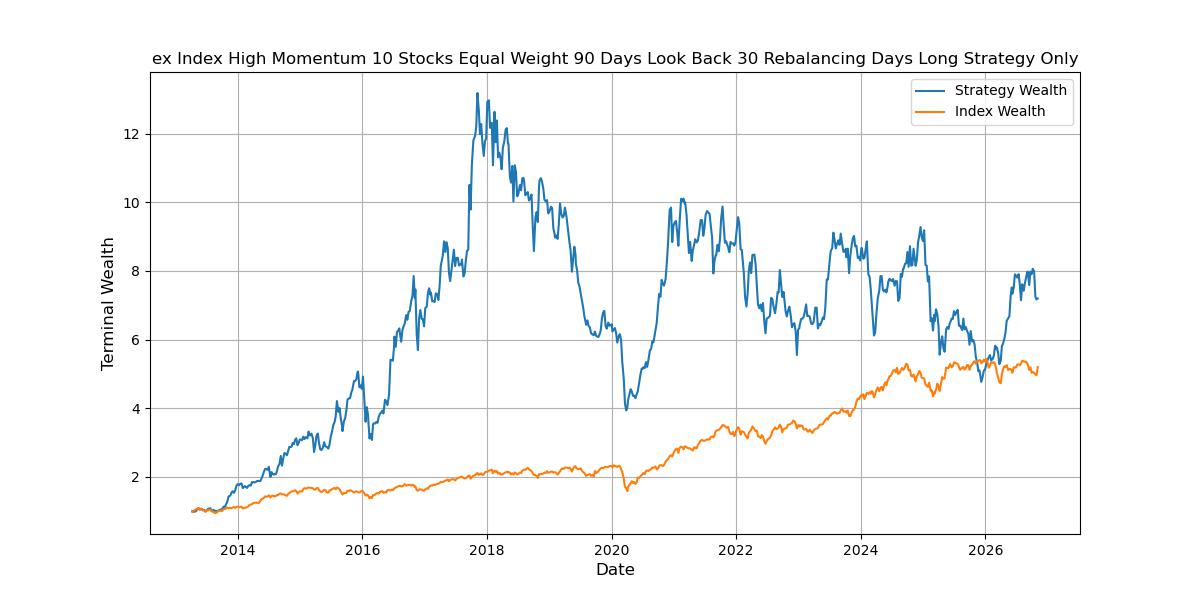 ex Index High Momentum 10 Stocks Equal Weight 90 Days Look Back 30 Rebalancing Days Long Strategy Only
Strategy Wealth
Index Wealth
Terminal Wealth
12
10
8
6
4
2
2014 2016 2018 2020 2022 2024 2026
Date